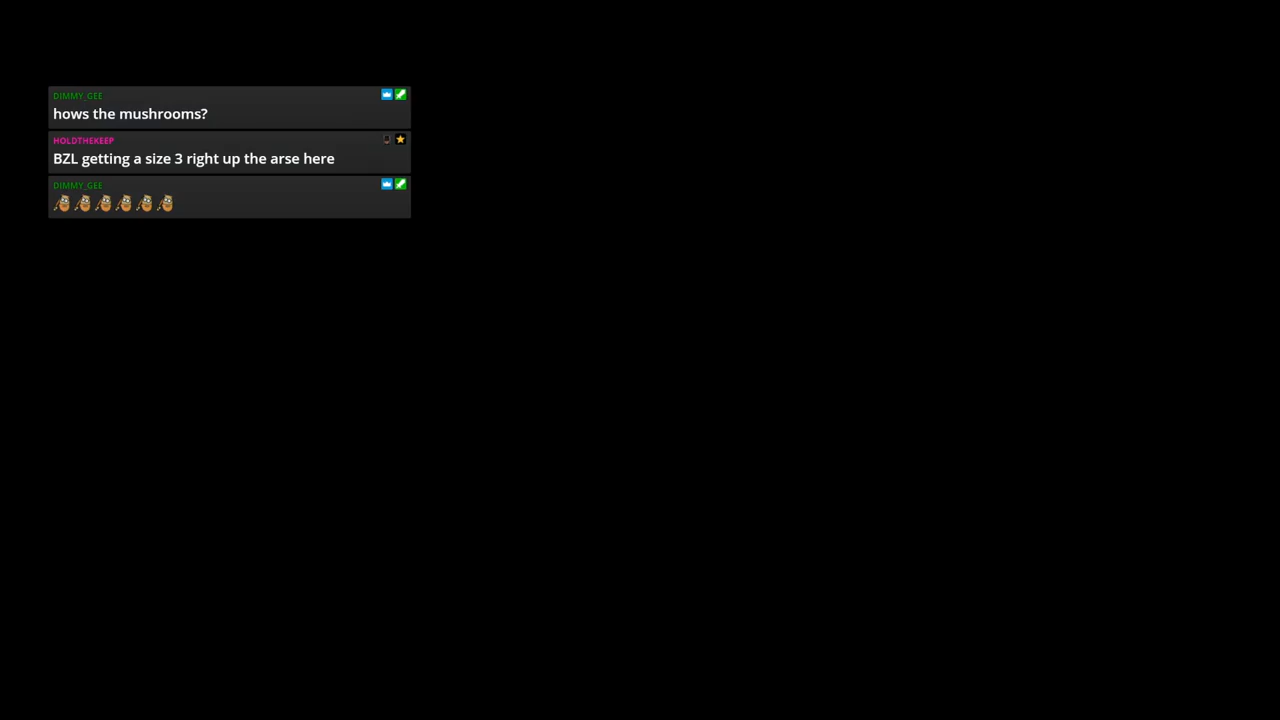 DIMMY_GEE
hows the mushrooms?
HOLDTHEKEEP
BZL getting a size 3 right up the arse here
DIMMY_GEE